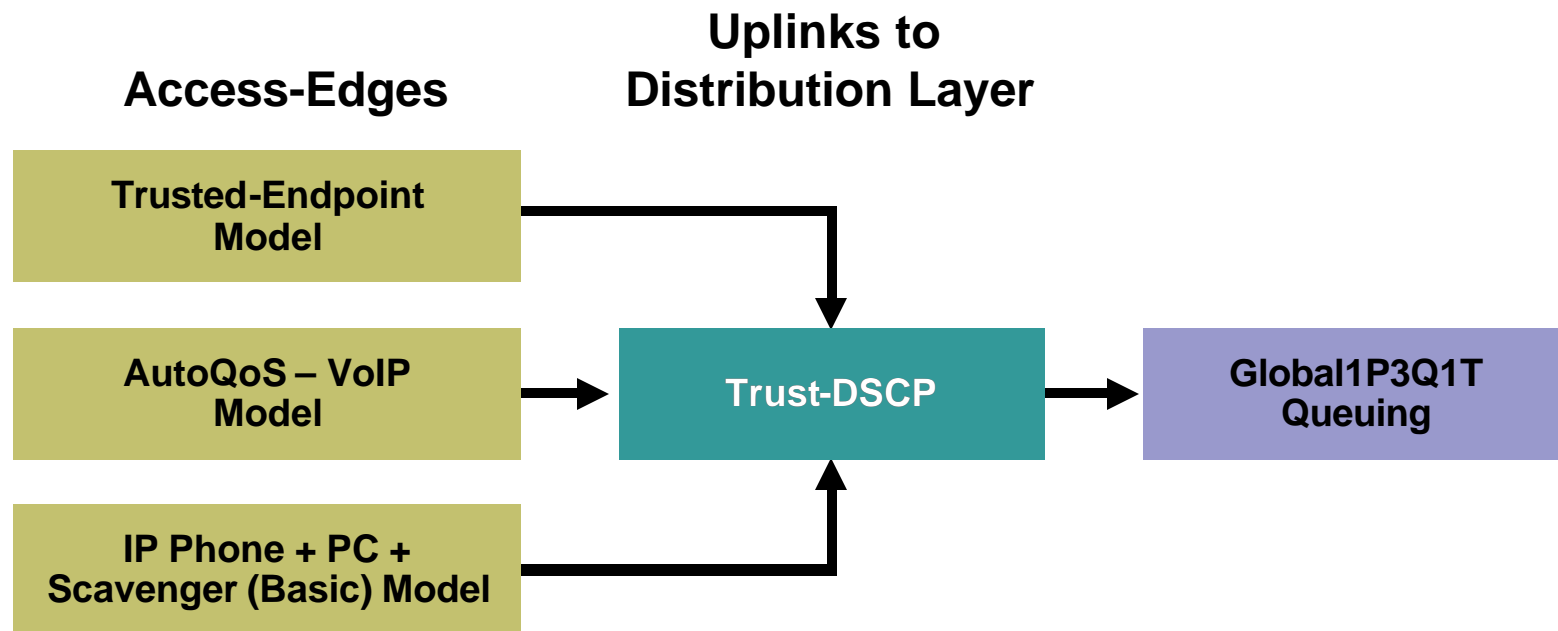 Access-Edges
Uplinks to
Distribution Layer
Trusted-Endpoint
Model
AutoQoS – VoIP
Model
IP Phone + PC +
Scavenger (Basic) Model
Trust-DSCP
Global1P3Q1T
Queuing